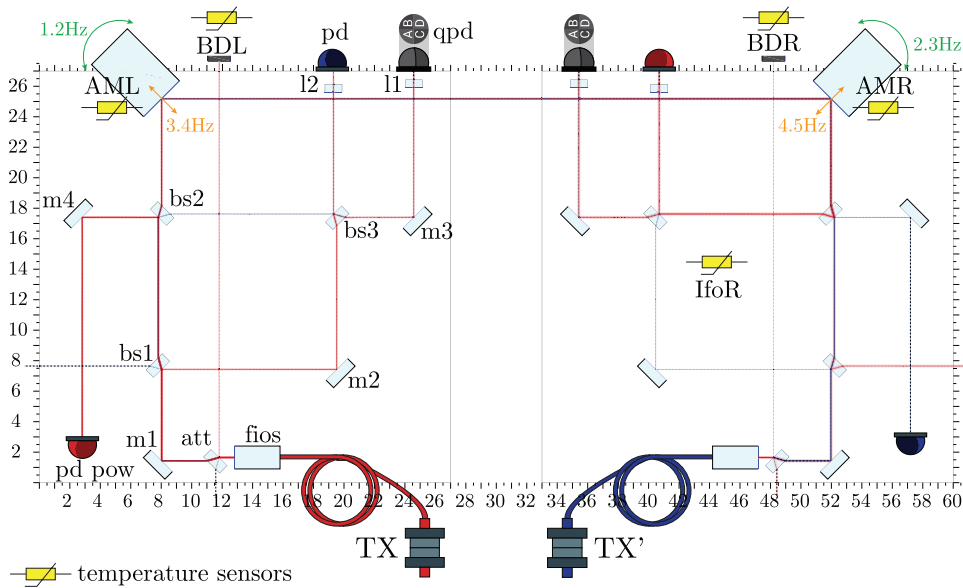 1.2Hz
BDL
pd
A B
C D
qpd
A B
C D
BDR
2.3Hz
AML
l2
l1
AMR
3.4Hz
4.5Hz
26
24
22
20
18
16
14
12
10
8
6
4
2
m4
bs2
bs3
m3
IfoR
bs1
m2
m1
att
fios
pd pow
2 4 6 8 10 12 14 16 18 20 22 24 26 28 30 32 34 36 38 40 42 44 46 48 50 52 54 56 58 60
TX
TX'
temperature sensors